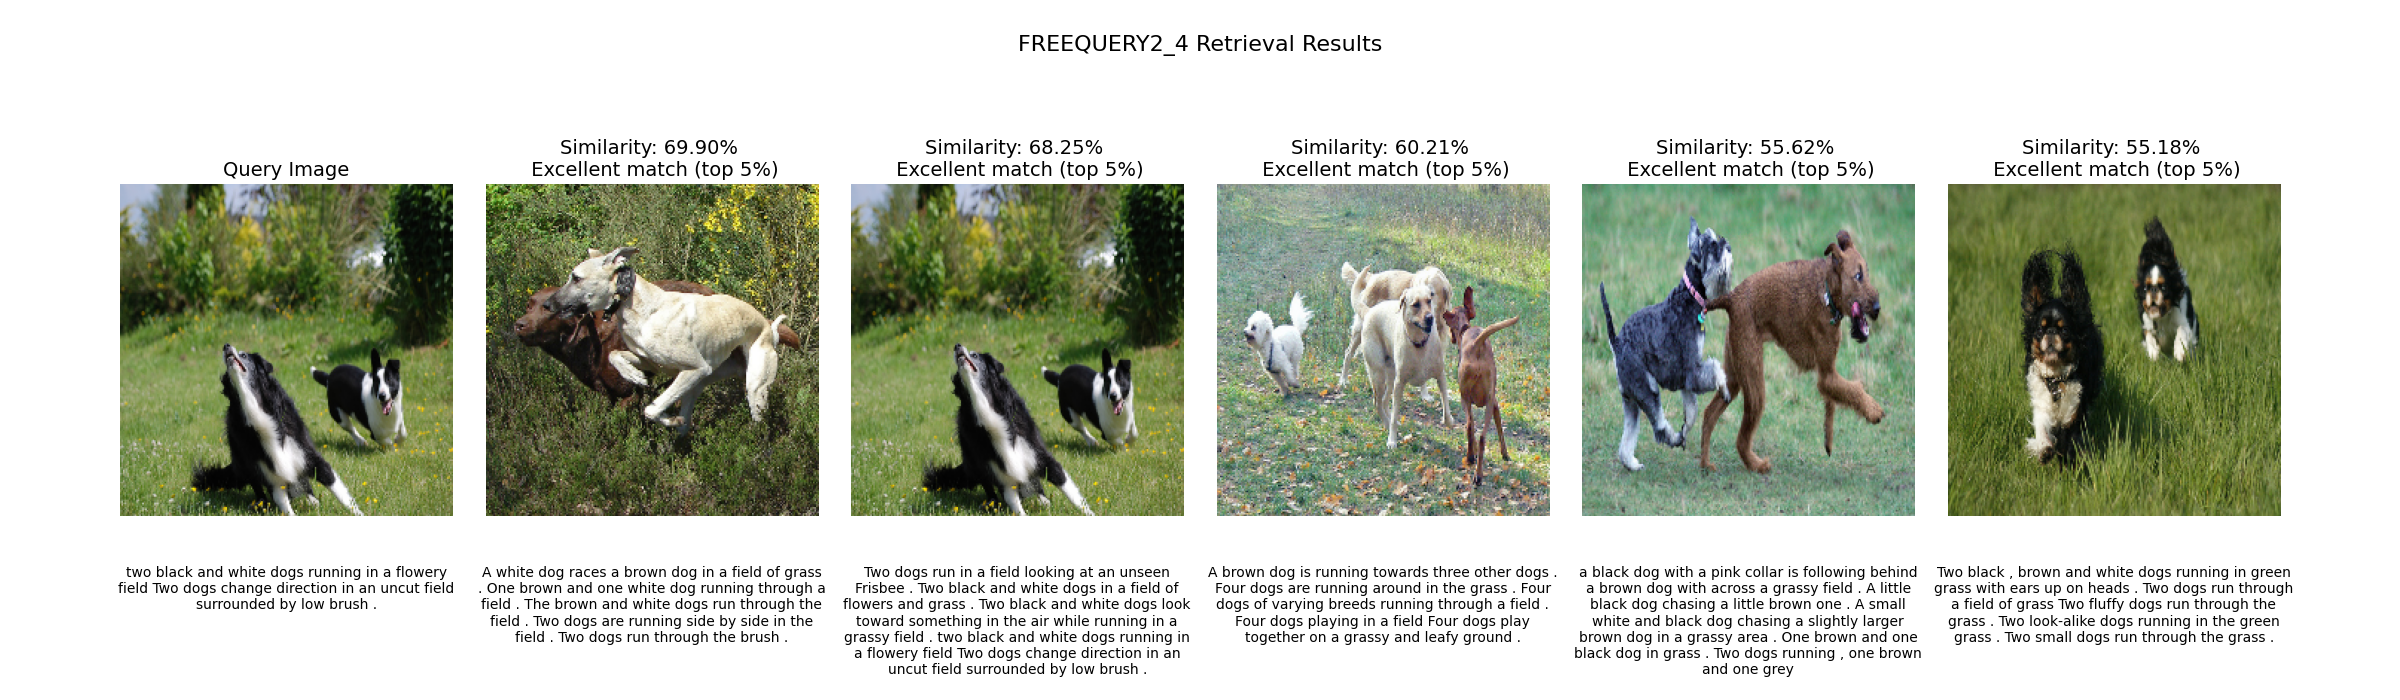 FREEQUERY2_4 Retrieval Results
Query Image
two black and white dogs running in a flowery
field Two dogs change direction in an uncut field
surrounded by low brush .
Similarity: 69.90%
Excellent match (top 5%)
A white dog races a brown dog in a field of grass
. One brown and one white dog running through a
field . The brown and white dogs run through the
field . Two dogs are running side by side in the
field . Two dogs run through the brush .
Similarity: 68.25%
Excellent match (top 5%)
Two dogs run in a field looking at an unseen
Frisbee . Two black and white dogs in a field of
flowers and grass . Two black and white dogs look
toward something in the air while running in a
grassy field . two black and white dogs running in
a flowery field Two dogs change direction in an
uncut field surrounded by low brush .
Similarity: 60.21%
Excellent match (top 5%)
A brown dog is running towards three other dogs .
Four dogs are running around in the grass . Four
dogs of varying breeds running through a field .
Four dogs playing in a field Four dogs play
together on a grassy and leafy ground .
Similarity: 55.62%
Excellent match (top 5%)
a black dog with a pink collar is following behind
a brown dog with across a grassy field . A little
black dog chasing a little brown one . A small
white and black dog chasing a slightly larger
brown dog in a grassy area . One brown and one
black dog in grass . Two dogs running , one brown
and one grey
Similarity: 55.18%
Excellent match (top 5%)
Two black , brown and white dogs running in green
grass with ears up on heads . Two dogs run through
a field of grass Two fluffy dogs run through the
grass . Two look-alike dogs running in the green
grass . Two small dogs run through the grass .